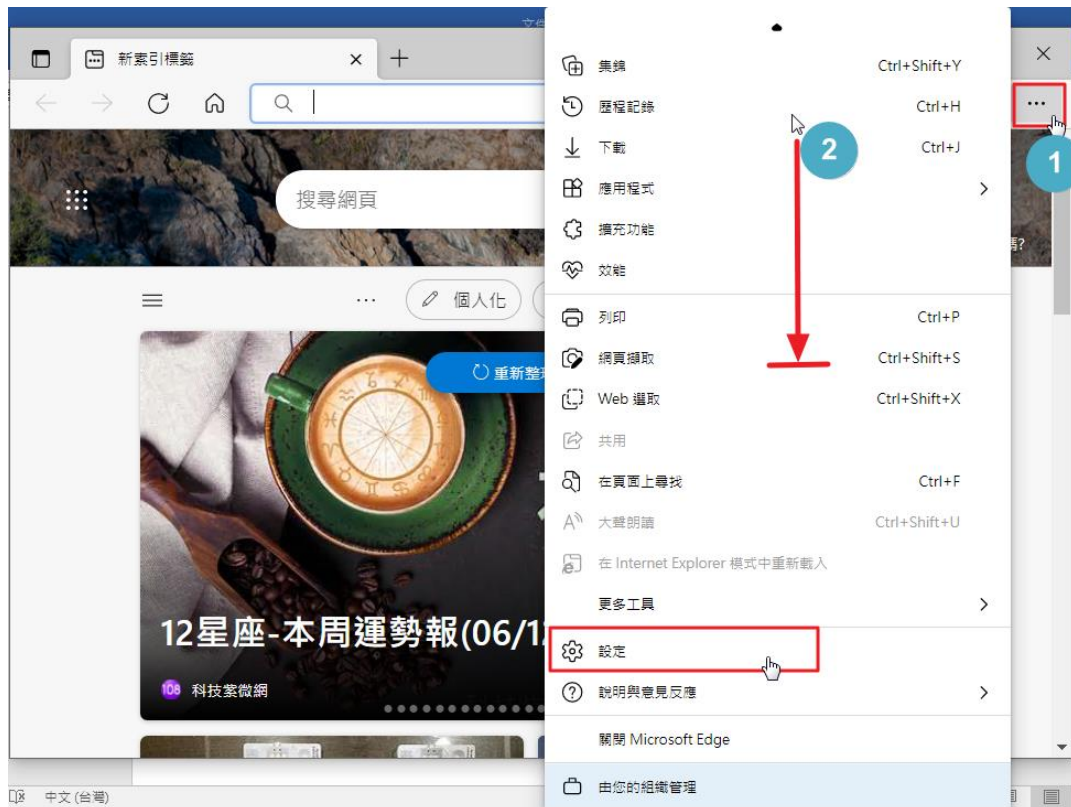 文件
新索引標籤
搜尋網頁
個人化
重新整理
12星座-本周運勢報(06/12
108 科技紫微網
集錦 Ctrl+Shift+Y
歷程記錄 Ctrl+H
下載 Ctrl+J
應用程式
擴充功能
效能
列印 Ctrl+P
網頁擷取 Ctrl+Shift+S
Web 選取 Ctrl+Shift+X
共用
在頁面上尋找 Ctrl+F
大聲朗讀 Ctrl+Shift+U
在 Internet Explorer 模式中重新載入
更多工具
設定
說明與意見反應
關閉 Microsoft Edge
由您的組織管理
1
2
嗎?
中文 (台灣)